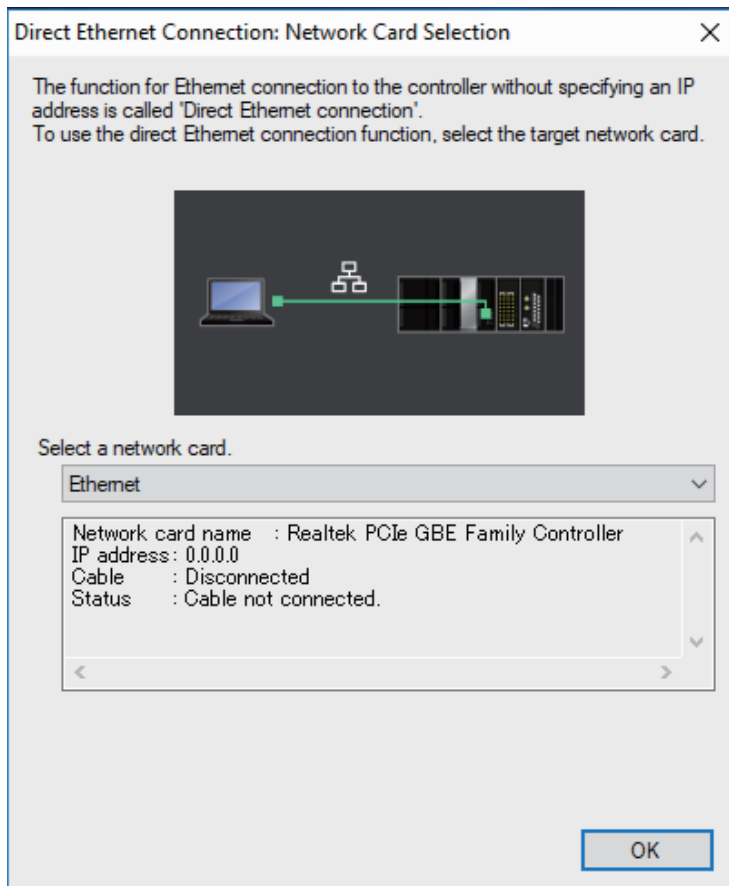 Direct Ethernet Connection: Network Card Selection
The function for Ethernet connection to the controller without specifying an IP
address is called 'Direct Ethernet connection'.
To use the direct Ethernet connection function, select the target network card.
Select a network card.
Ethernet
Network card name : Realtek PCIe GBE Family Controller
IP address : 0.0.0.0
Cable : Disconnected
Status : Cable not connected.
OK